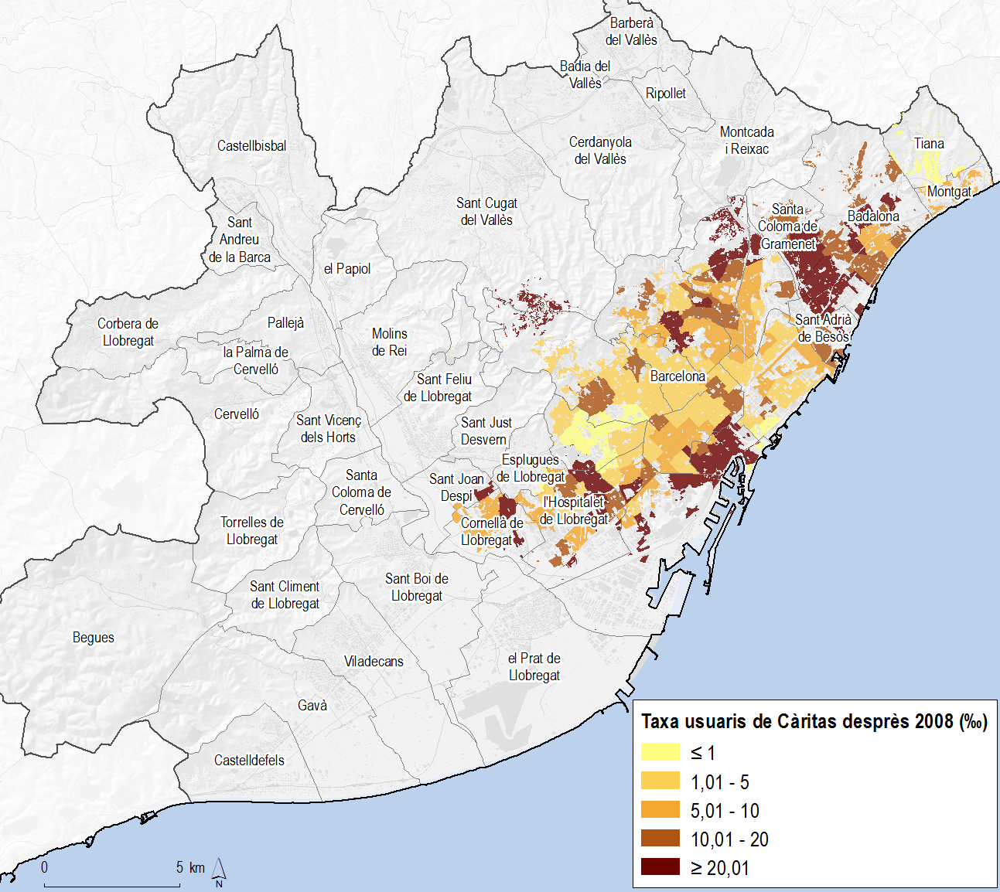 Barberà
del Vallès
Badia del
Vallès
Ripollet
Montcada
i Reixac
Tiana
Castellbisbal
Cerdanyola
del Vallès
Montgat
Sant Cugat
del Vallès
Santa
Coloma de
Gramenet
Badalona
Sant
Andreu
de la Barca
el Papiol
Corbera de
Llobregat
Pallejà
Molins
de Rei
Sant Adrià
de Besòs
la Palma de
Cervelló
Sant Feliu
de Llobregat
Barcelona
Cervelló
Sant Vicenç
dels Horts
Sant Just
Desvern
Esplugues
de Llobregat
Santa
Coloma de
Cervelló
Sant Joan
Despí
l'Hospitalet
de Llobregat
Torrelles de
Llobregat
Cornellà de
Llobregat
Sant Climent
de Llobregat
Sant Boi de
Llobregat
Begues
Viladecans
el Prat de
Llobregat
Gavà
Castelldefels
Taxa usuaris de Càritas desprès 2008 (‰)
≤ 1
1,01 - 5
5,01 - 10
10,01 - 20
≥ 20,01
0 5 km
N